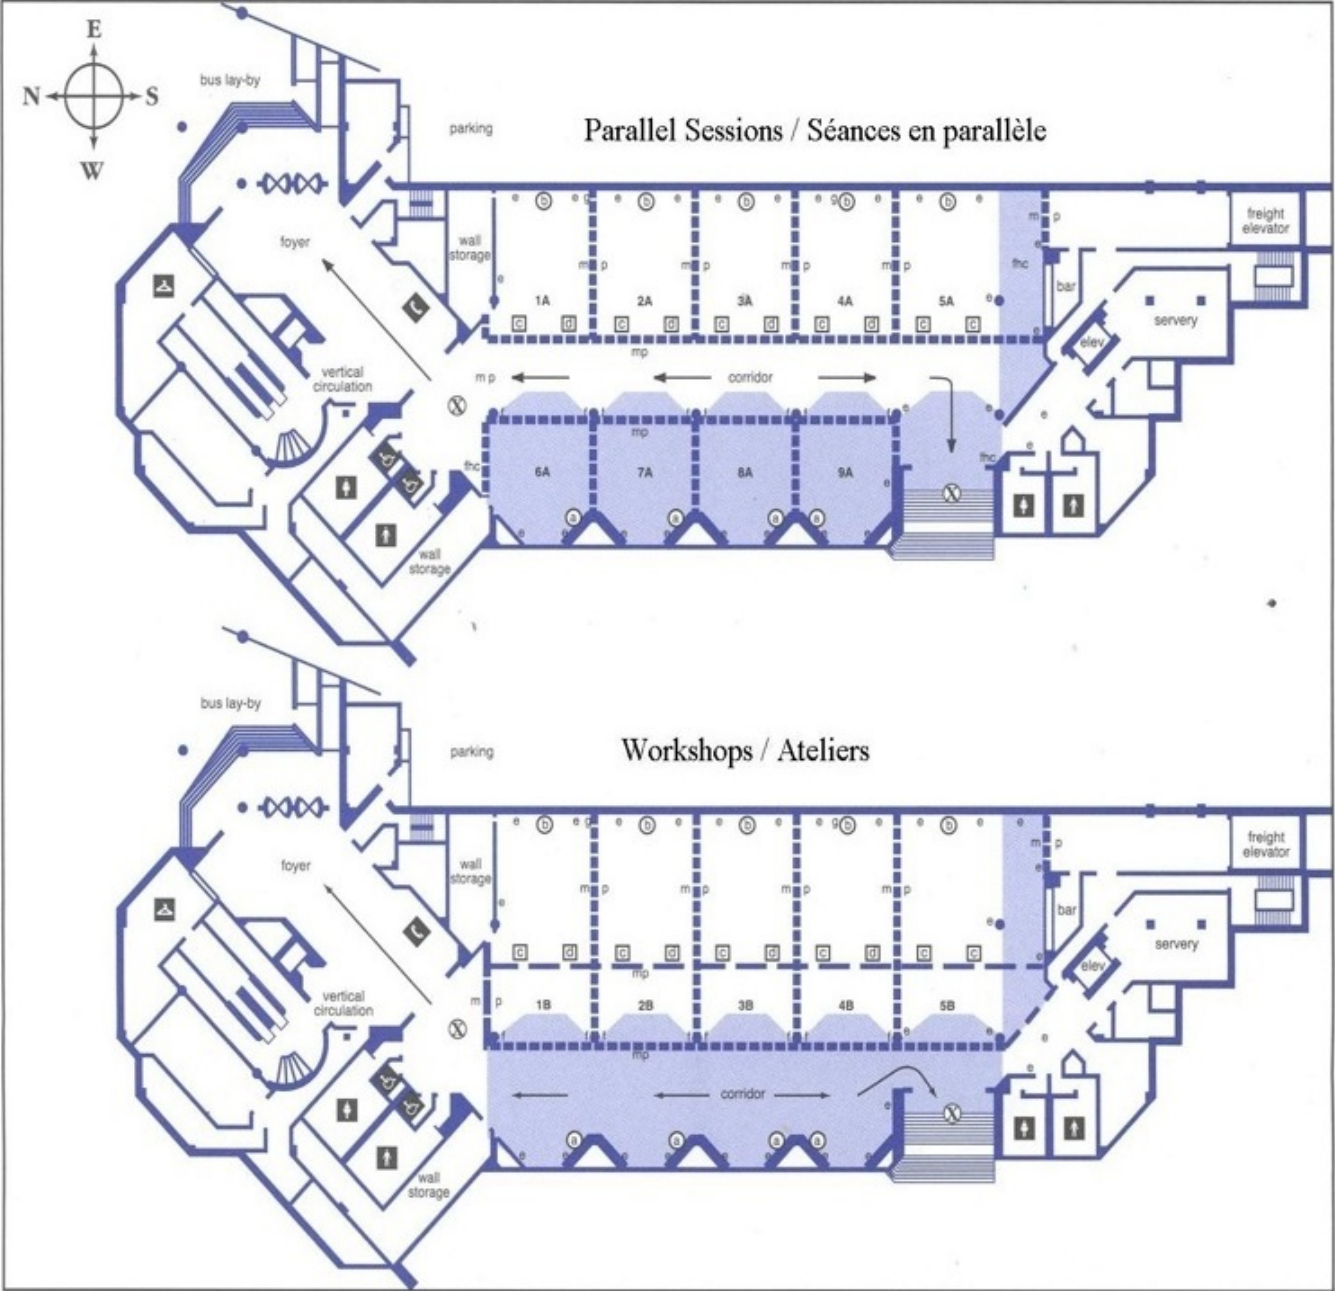 E
N S
W
bus lay-by
parking
Parallel Sessions / Séances en parallèle
foyer
wall
storage
e b e g e b e e b e e g b e e b e
m p
e
freight
elevator
m p m p m p m p
fhc
bar
e
1A 2A 3A 4A 5A
e
servery
c d c d c d c d c c
e
elev
mp
vertical
circulation
m p
corridor
X
f f f f f e
e
mp
e
fhc
6A 7A 8A 9A
fhc
e
X
a a a a
e e e e e e e
wall
storage
bus lay-by
parking
Workshops / Ateliers
foyer
wall
storage
e b e g e b e e b e e g b e e b e e
m p
e
freight
elevator
m p m p m p m p
e
bar
e
servery
c d c d c d c d c c
e
elev
mp
vertical
circulation
m p
1B 2B 3B 4B 5B
X
f f f f f e
e
mp
e
corridor
e
X
a a a a
e e e e e e e
wall
storage